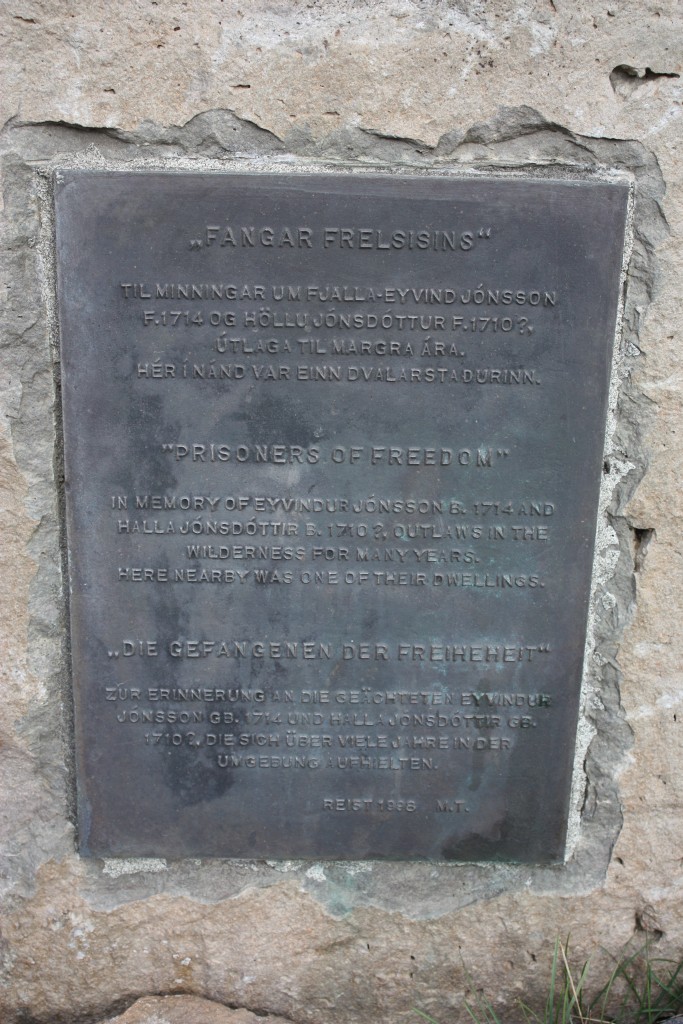 „FANGAR FRELSISINS“
TIL MINNINGAR UM FJALLA-EYVIND JÓNSSON
F.1714 OG HÖLLU JÓNSDÓTTUR F.1710?,
ÚTLAGA TIL MARGRA ÁRA.
HÉR Í NÁND VAR EINN DVALARSTAÐURINN.
"PRISONERS OF FREEDOM"
IN MEMORY OF EYVINDUR JÓNSSON B. 1714 AND
HALLA JÓNSDÓTTIR B. 1710?, OUTLAWS IN THE
WILDERNESS FOR MANY YEARS.
HERE NEARBY WAS ONE OF THEIR DWELLINGS.
„DIE GEFANGENEN DER FREIHEHEIT“
ZUR ERINNERUNG AN DIE GEÄCHTETEN EYVINDUR
JÓNSSON GB. 1714 UND HALLA JÓNSDÓTTIR GB.
1710?, DIE SICH ÜBER VIELE JAHRE IN DER
UMGEBUNG AUFHIELTEN.
REIST 1998 M.T.